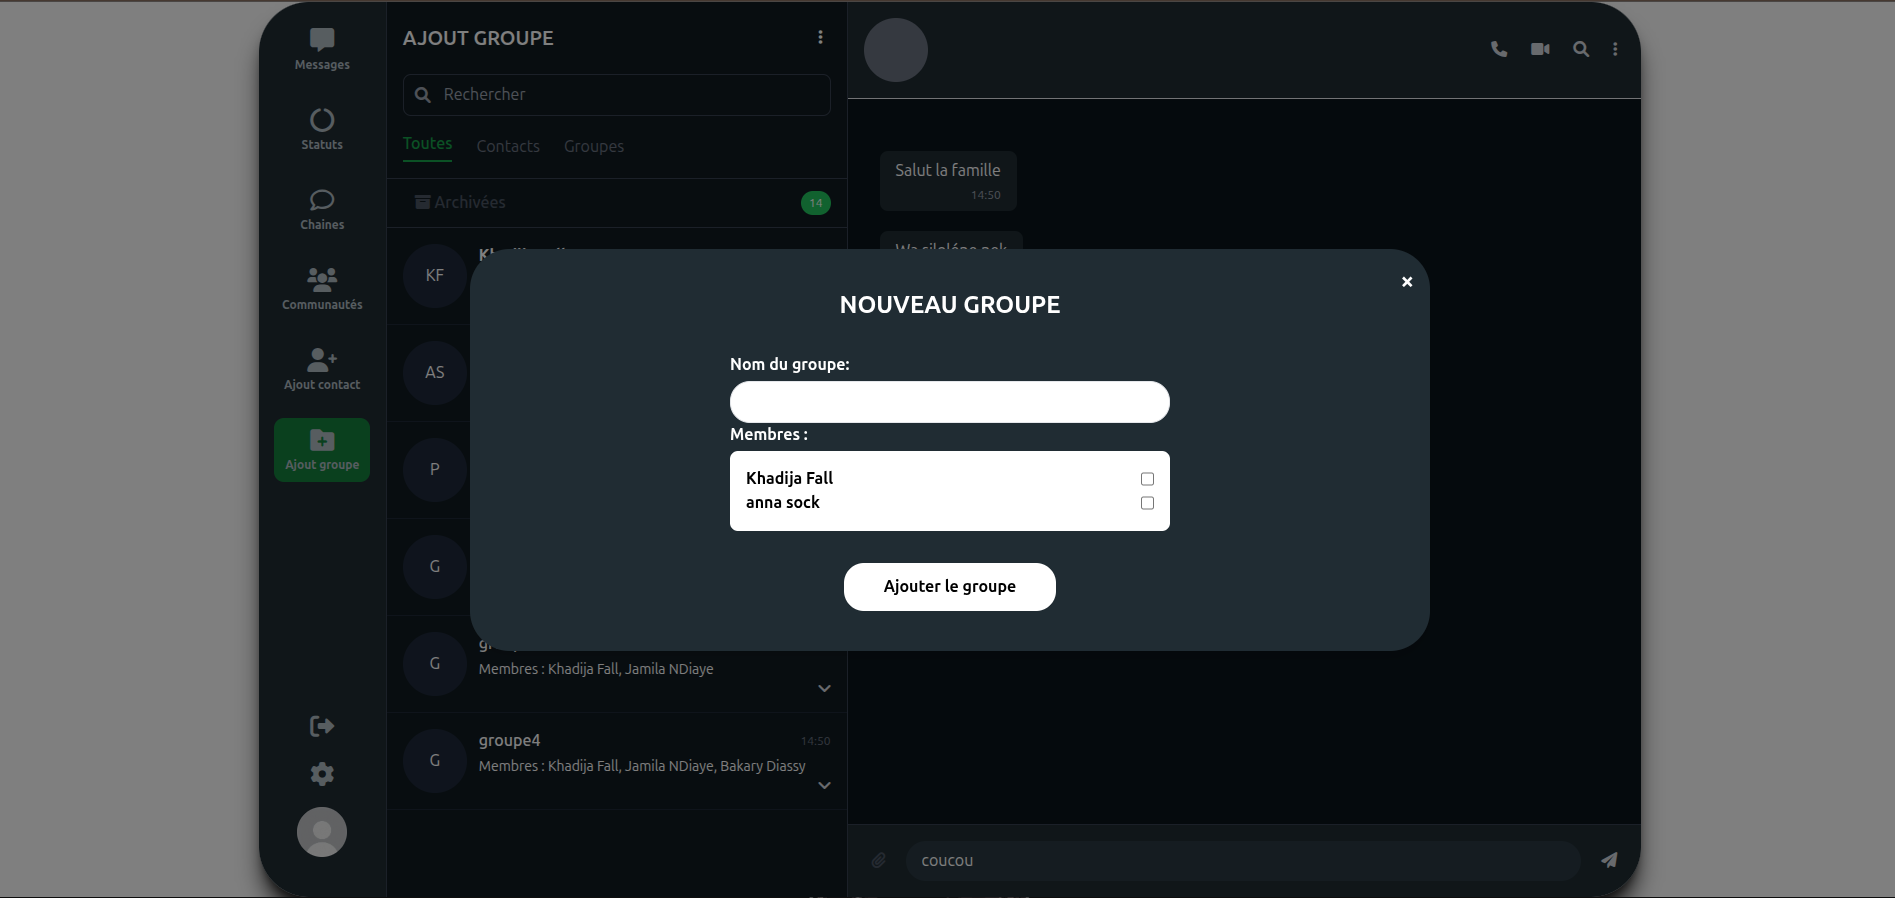 Messages
Statuts
Chaines
Communautés
Ajout contact
Ajout groupe
AJOUT GROUPE
Rechercher
Toutes
Contacts
Groupes
Archivées
14
KF
AS
P
G
G
Membres : Khadija Fall, Jamila NDiaye
G
groupe4
14:50
Membres : Khadija Fall, Jamila NDiaye, Bakary Diassy
Salut la famille
14:50
coucou
NOUVEAU GROUPE
Nom du groupe:
Membres :
Khadija Fall
anna sock
Ajouter le groupe